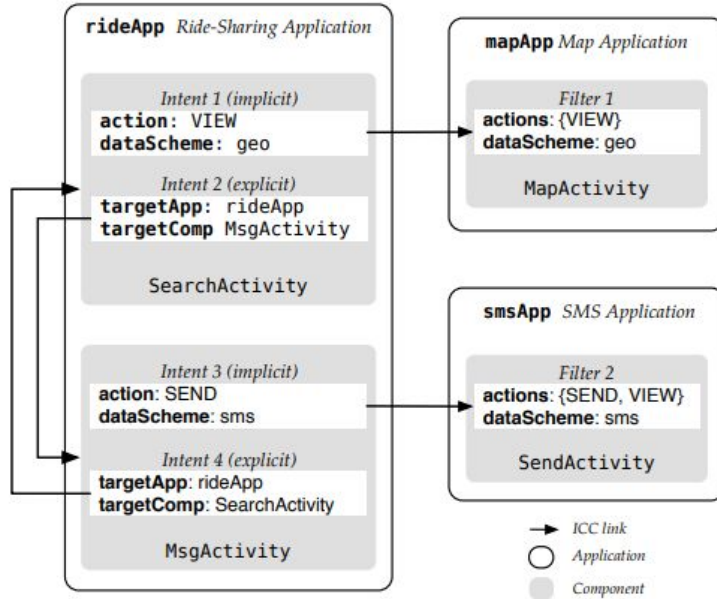 rideApp Ride-Sharing Application
Intent 1 (implicit)
action: VIEW
dataScheme: geo
Intent 2 (explicit)
targetApp: rideApp
targetComp MsgActivity
SearchActivity
Intent 3 (implicit)
action: SEND
dataScheme: sms
Intent 4 (explicit)
targetApp: rideApp
targetComp: SearchActivity
MsgActivity
mapApp Map Application
Filter 1
actions: {VIEW}
dataScheme: geo
MapActivity
smsApp SMS Application
Filter 2
actions: {SEND, VIEW}
dataScheme: sms
SendActivity
ICC link
Application
Component